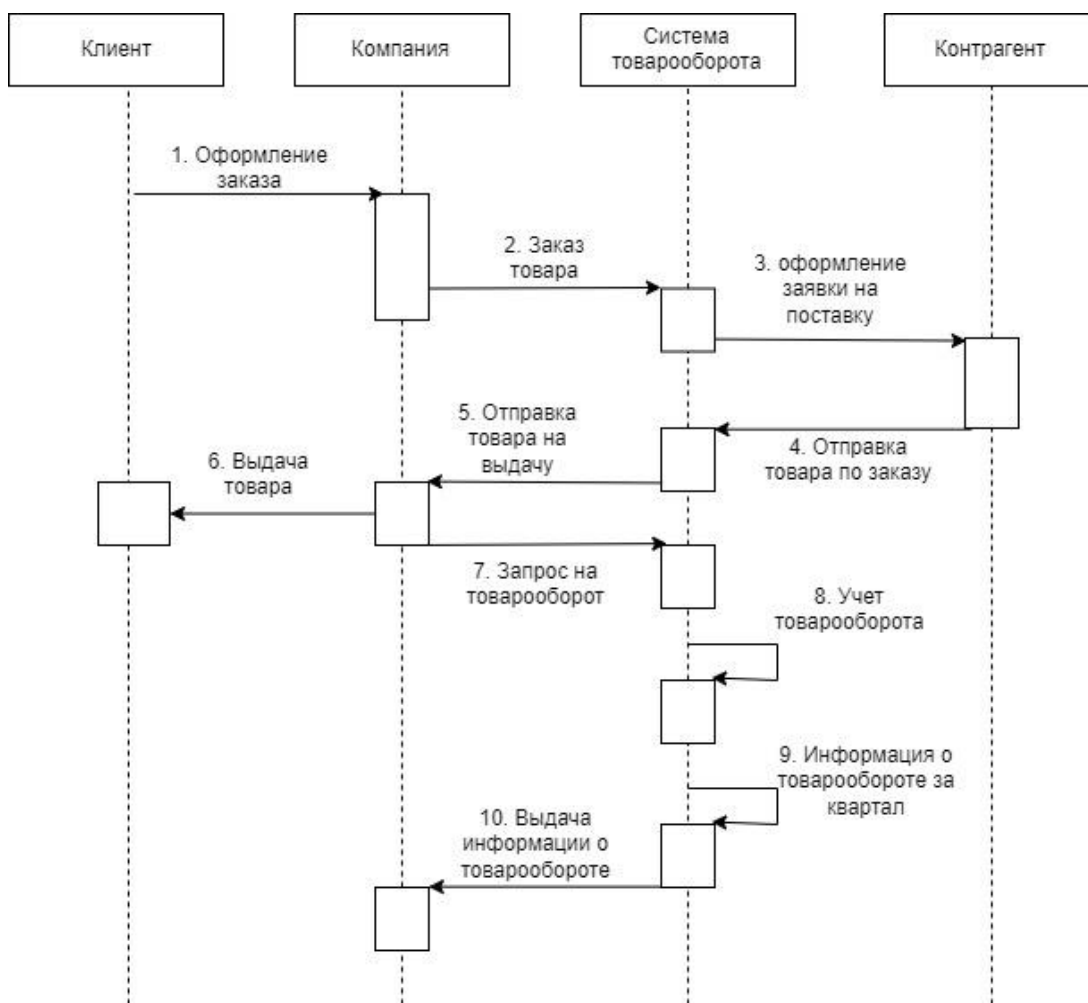 Клиент
Компания
Система
товарооборота
Контрагент
1. Оформление
заказа
2. Заказ
товара
3. оформление
заявки на
поставку
4. Отправка
товара по заказу
5. Отправка
товара на
выдачу
6. Выдача
товара
7. Запрос на
товарооборот
8. Учет
товарооборота
9. Информация о
товарообороте за
квартал
10. Выдача
информации о
товарообороте